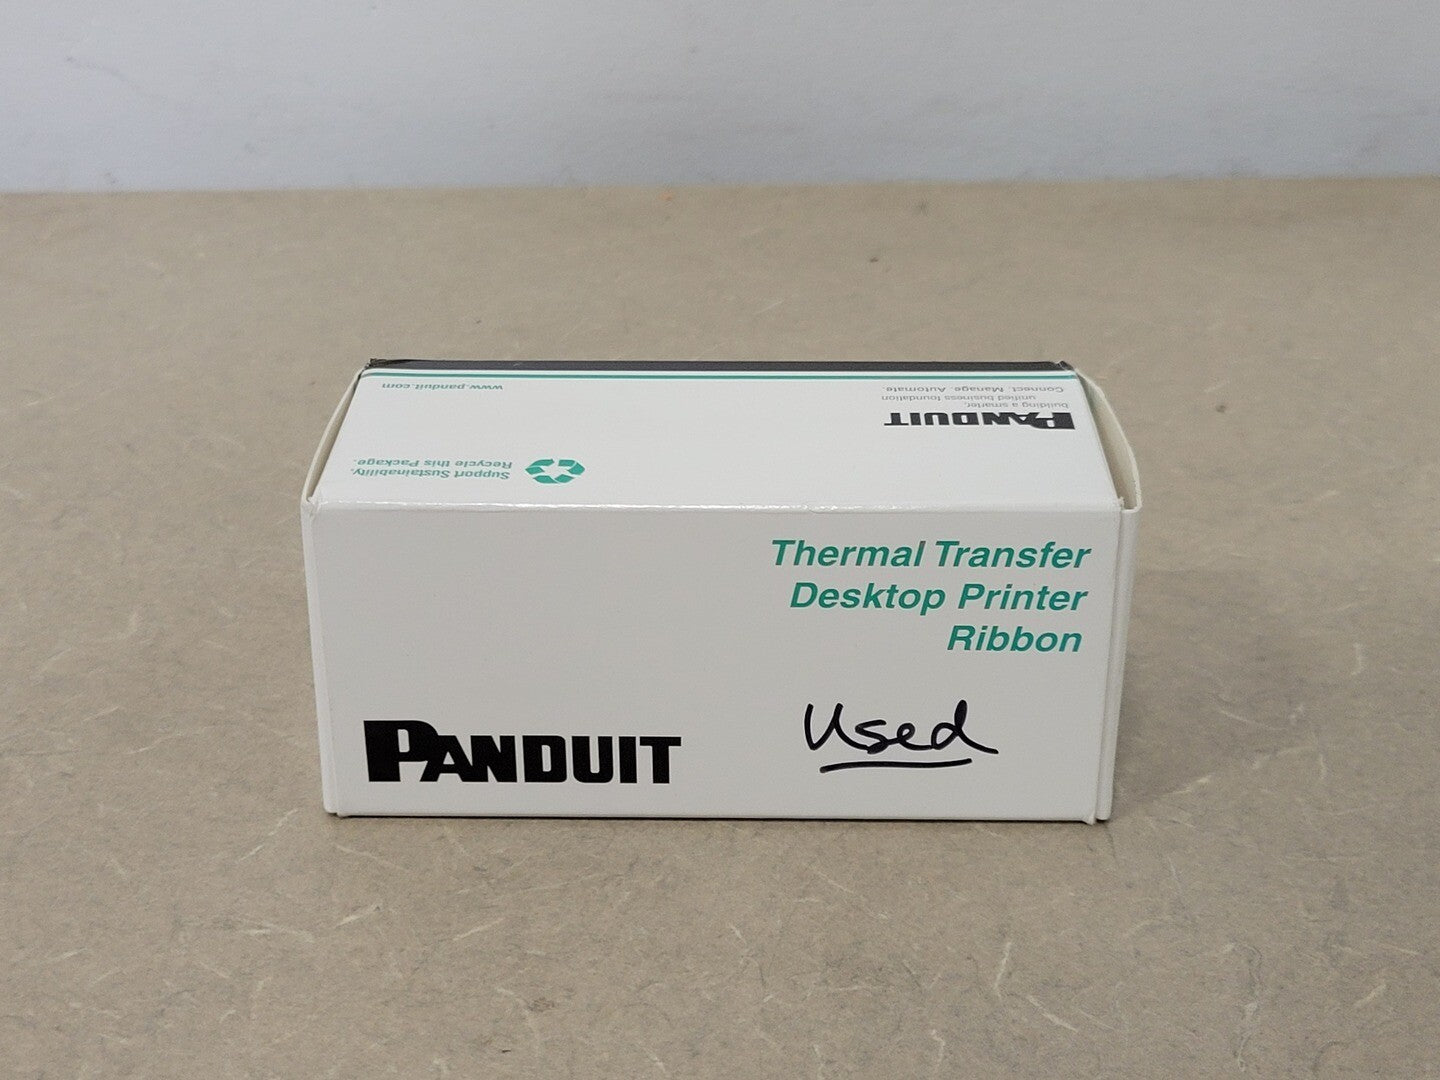 www.panduit.com
PANDUIT
building a smarter,
unified business foundation
Connect. Manage. Automate.
Support Sustainability.
Recycle this Package.
Thermal Transfer
Desktop Printer
Ribbon
PANDUIT
Used